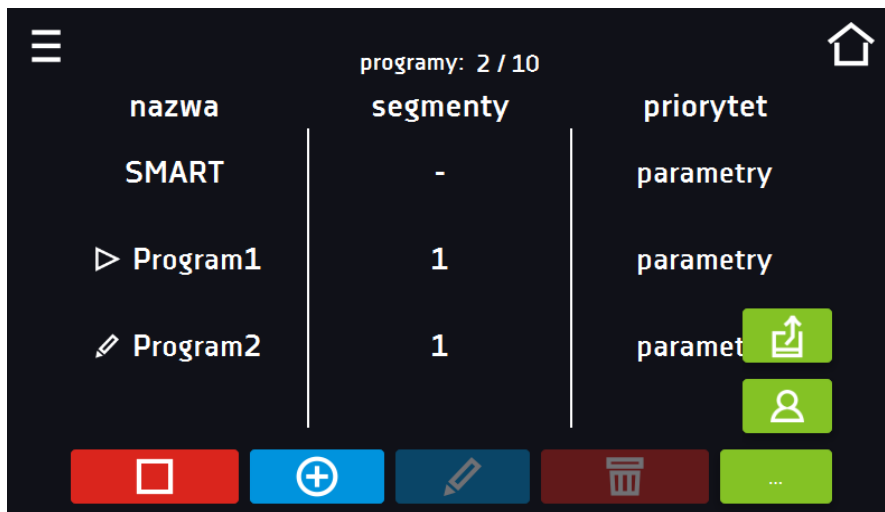 programy: 2 / 10
nazwa segmenty priorytet
SMART - parametry
Program1 1 parametry
Program2 1 paramet
...